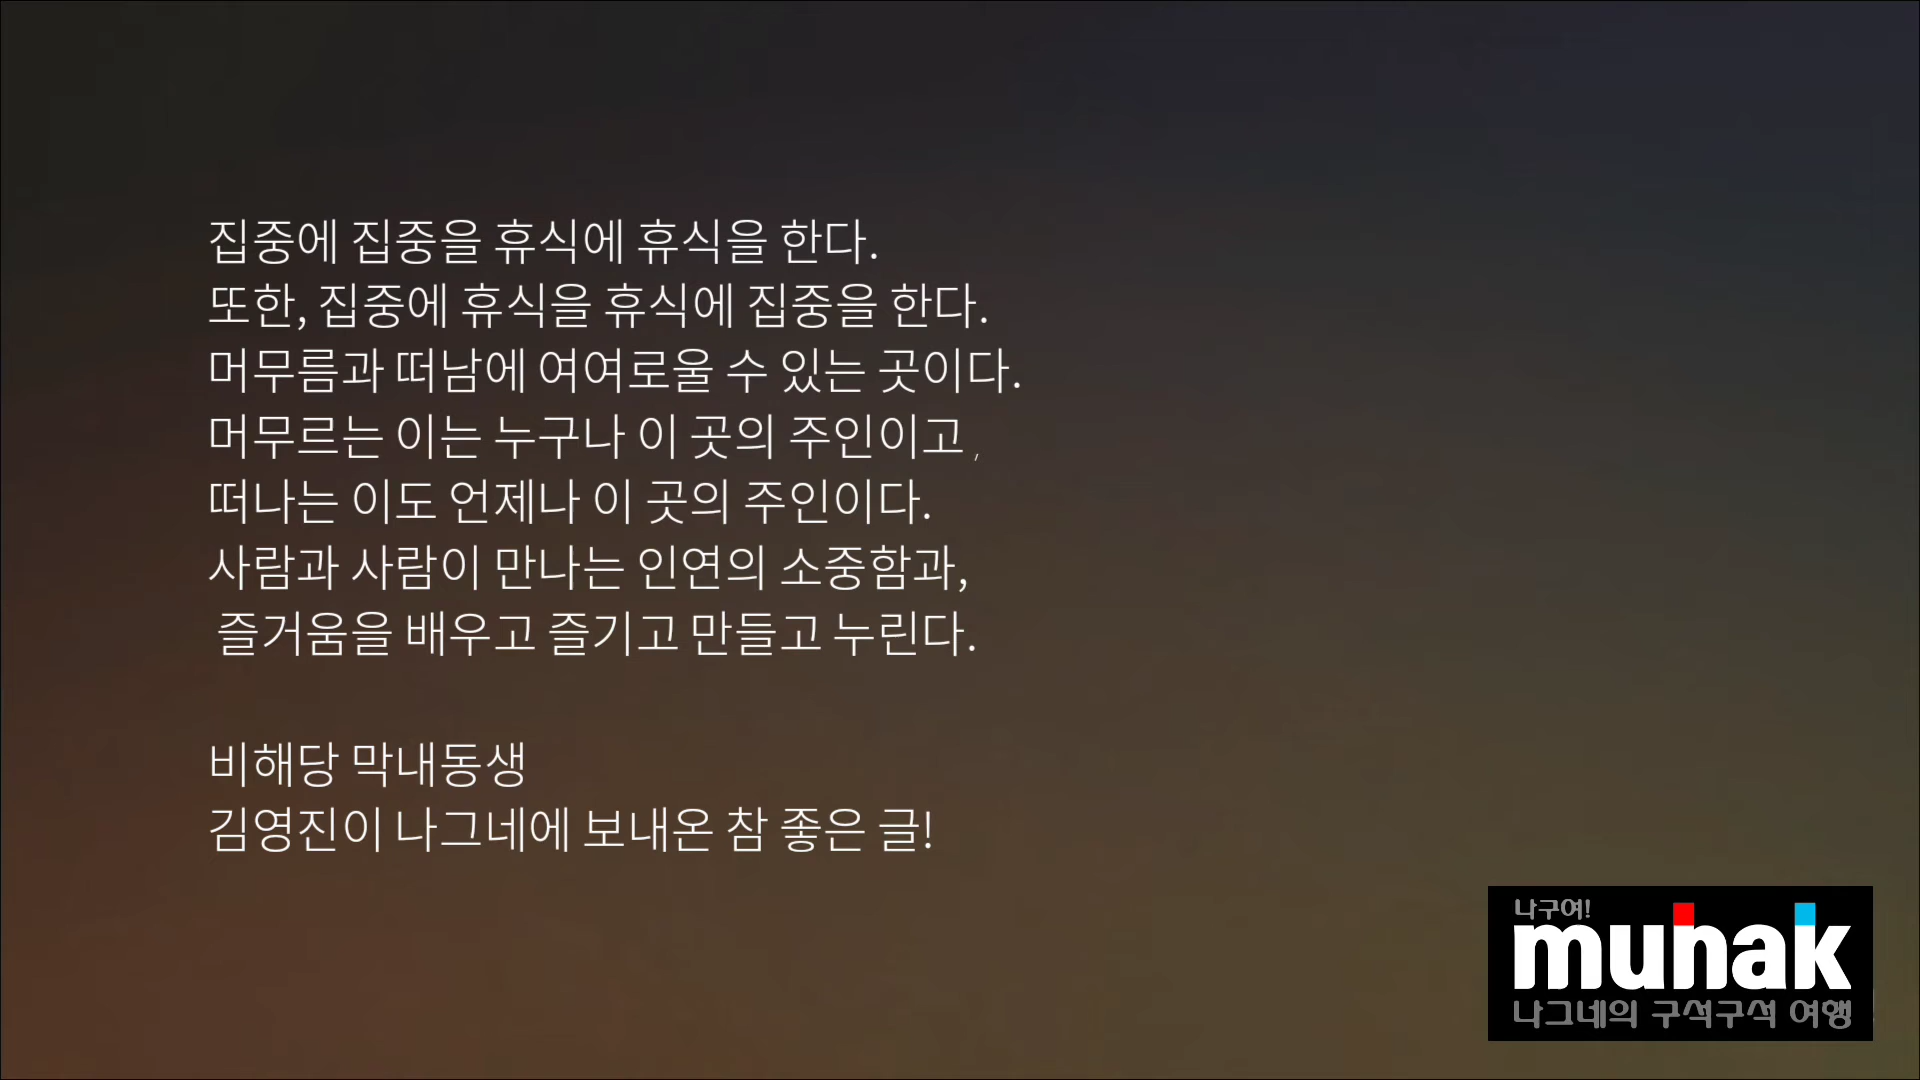 집중에 집중을 휴식에 휴식을 한다.
또한, 집중에 휴식을 휴식에 집중을 한다.
머무름과 떠남에 여여로울 수 있는 곳이다.
머무르는 이는 누구나 이 곳의 주인이고 ,
떠나는 이도 언제나 이 곳의 주인이다.
사람과 사람이 만나는 인연의 소중함과,
즐거움을 배우고 즐기고 만들고 누린다.
비해당 막내동생
김영진이 나그네에 보내온 참 좋은 글!
나구여!
munak
나그네의 구석구석 여행